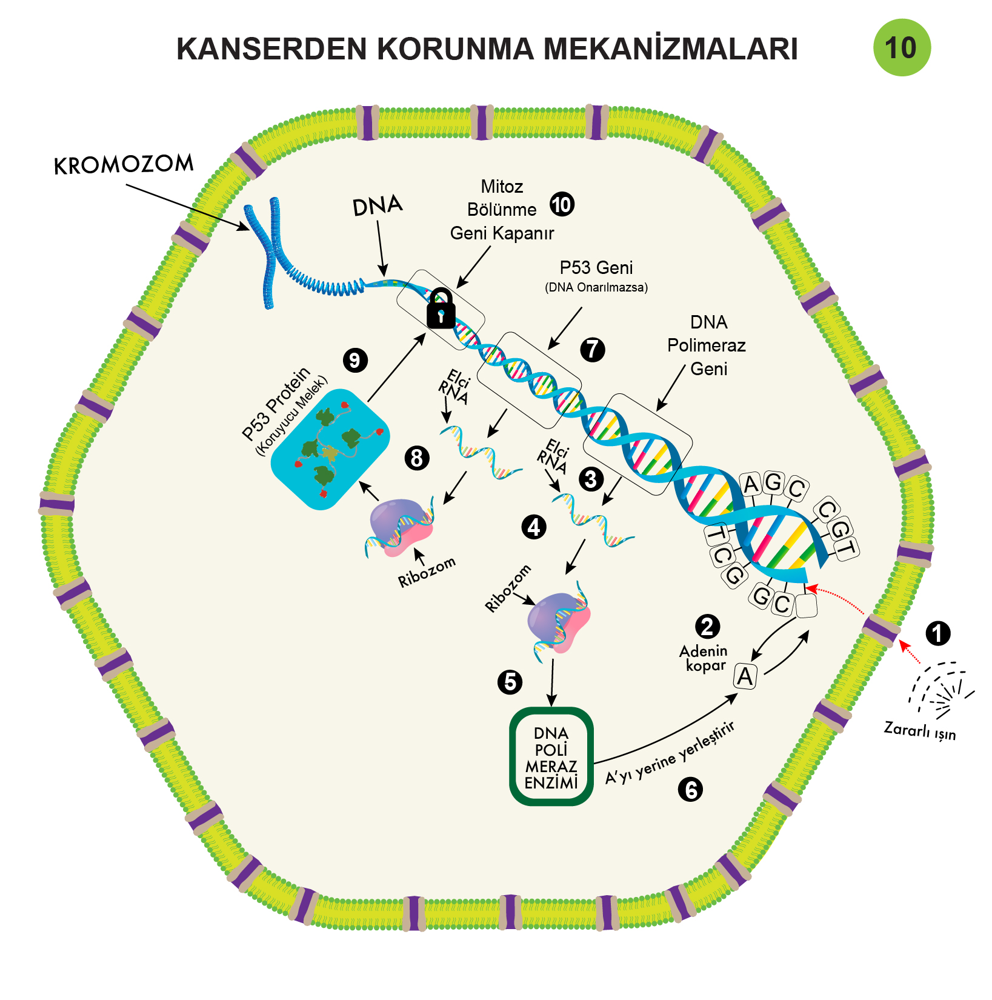 KANSERDEN KORUNMA MEKANİZMALARI
10
KROMOZOM
DNA
Mitoz
Bölünme
Geni Kapanır
10
P53 Geni
(DNA Onarılmazsa)
7
DNA
Polimeraz
Geni
9
P53 Protein
(Koruyucu Melek)
Elçi
RNA
8
Ribozom
Elçi
RNA
3
4
Ribozom
A G C
C G T
T C G
G C
1
Zararlı ışın
2
Adenin
kopar
A
5
DNA
POLİ
MERAZ
ENZİMİ
A'yı yerine yerleştirir
6